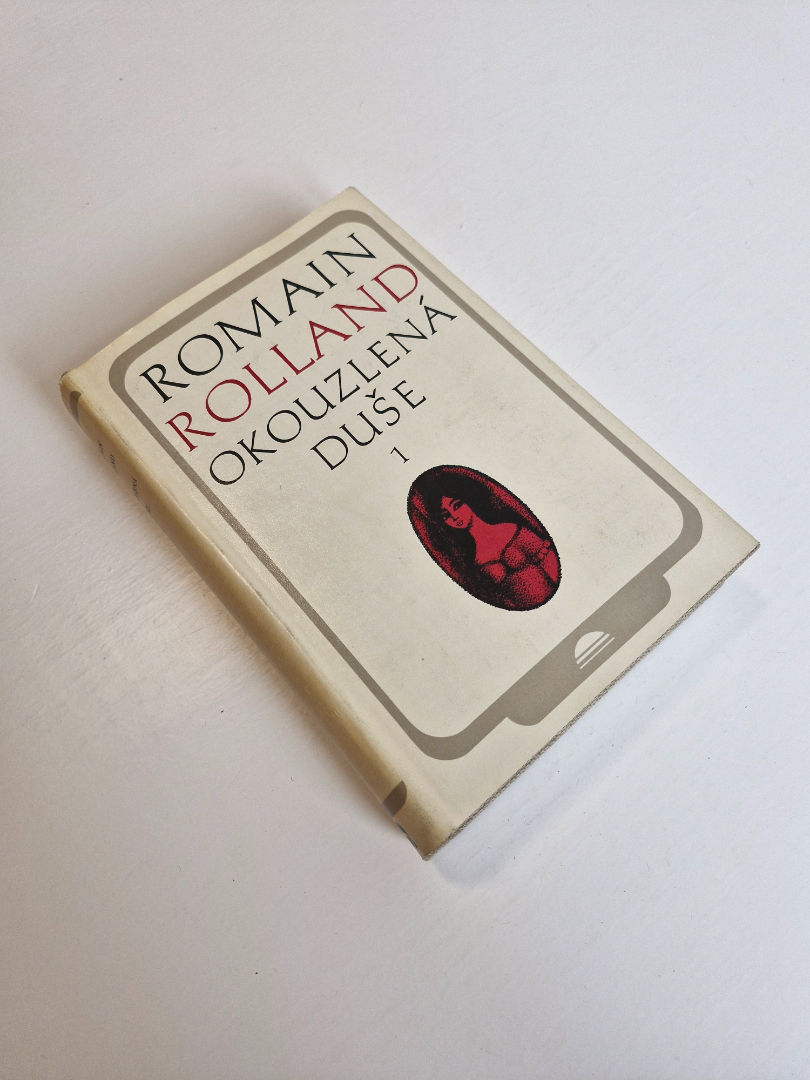 ROMAIN
ROLLAND
OKOUZLENÁ
DUŠE
1